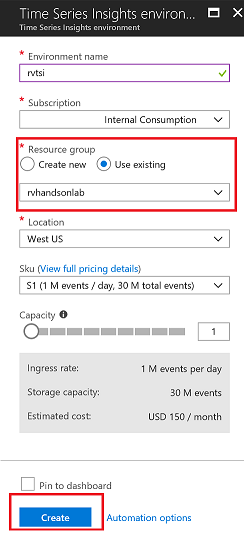 Time Series Insights environ...
Time Series Insights environment
* Environment name
rvtsi
* Subscription
Internal Consumption
* Resource group
Create new Use existing
rvhandsonlab
* Location
West US
Sku (View full pricing details)
S1 (1 M events / day, 30 M total events)
Capacity
1
Ingress rate: 1 M events per day
Storage capacity: 30 M events
Estimated cost: USD 150 / month
Pin to dashboard
Create Automation options